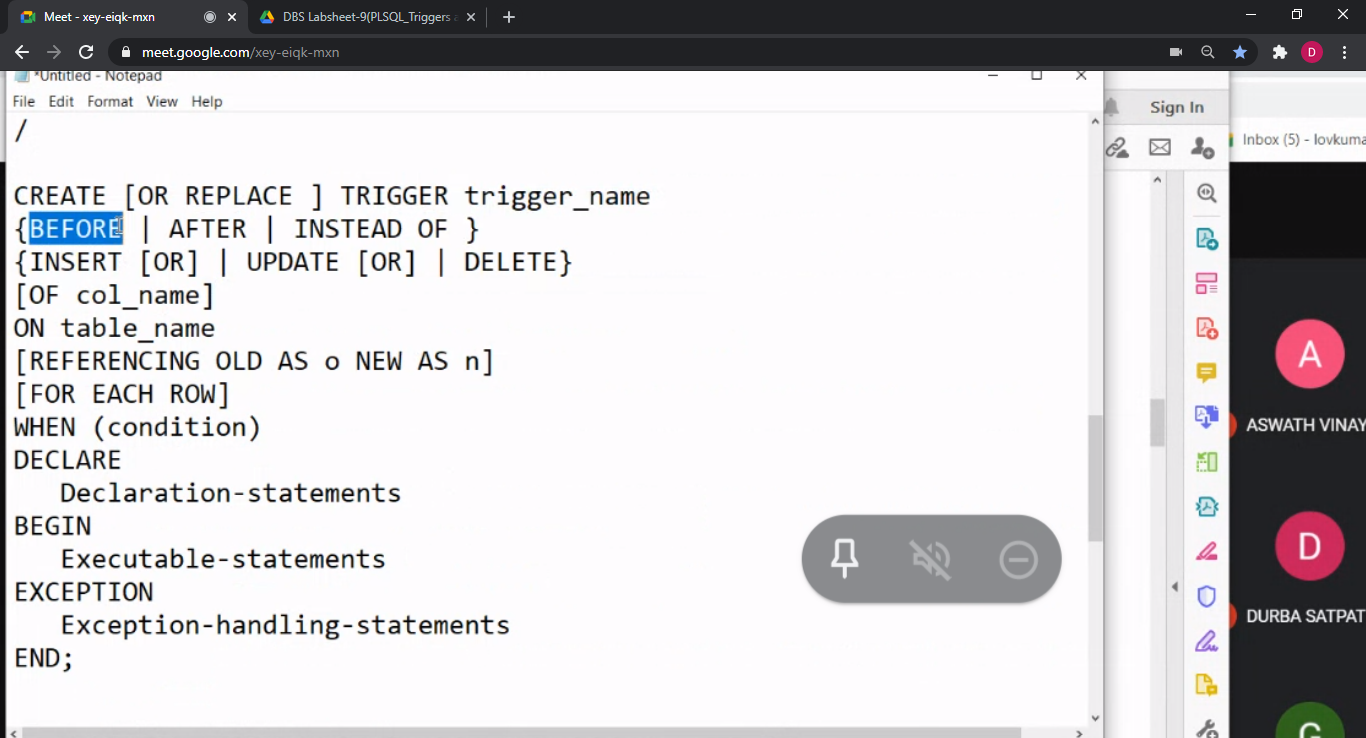 Meet - xey-eiqk-mxn
DBS Labsheet-9(PLSQL_Triggers a
meet.google.com/xey-eiqk-mxn
D
*Untitled - Notepad
File Edit Format View Help
/
CREATE [OR REPLACE ] TRIGGER trigger_name
{BEFORE | AFTER | INSTEAD OF }
{INSERT [OR] | UPDATE [OR] | DELETE}
[OF col_name]
ON table_name
[REFERENCING OLD AS o NEW AS n]
[FOR EACH ROW]
WHEN (condition)
DECLARE
Declaration-statements
BEGIN
Executable-statements
EXCEPTION
Exception-handling-statements
END;
Sign In
Inbox (5) - lovkuma
A
ASWATH VINAY
D
DURBA SATPAT